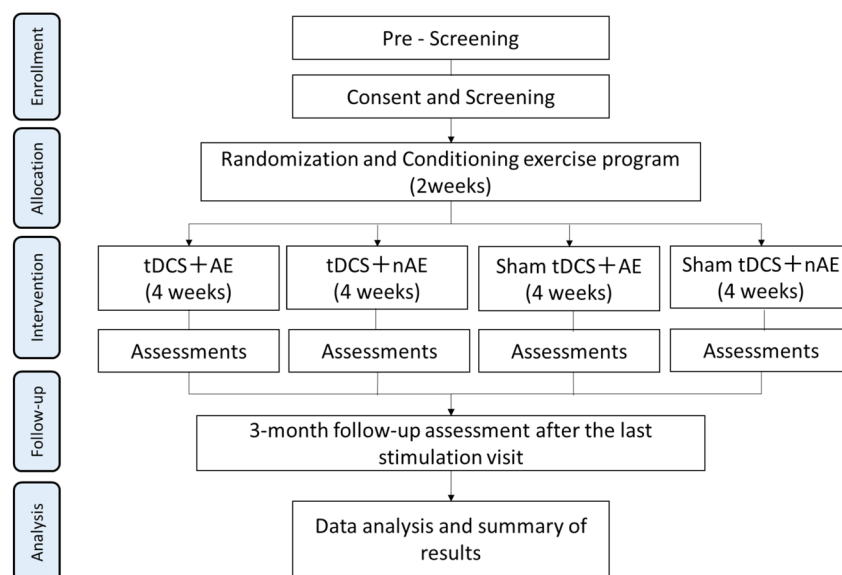 Enrollment
Pre - Screening
Consent and Screening
Allocation
Randomization and Conditioning exercise program
(2weeks)
Intervention
tDCS+AE
(4 weeks)
tDCS+nAE
(4 weeks)
Sham tDCS+AE
(4 weeks)
Sham tDCS+nAE
(4 weeks)
Assessments
Assessments
Assessments
Assessments
Follow-up
3-month follow-up assessment after the last
stimulation visit
Analysis
Data analysis and summary of
results